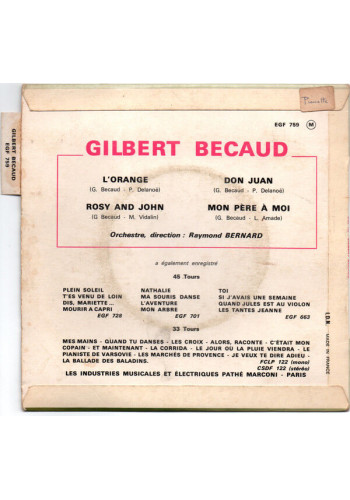 Prunelle
EGF 759 M
GILBERT BECAUD
EGF 759
GILBERT BECAUD
L'ORANGE
(G. Becaud - P. Delanoë)
DON JUAN
(G. Becaud - P. Delanoë)
ROSY AND JOHN
(G. Becaud - M. Vidalin)
MON PÈRE À MOI
(G. Becaud - L. Amade)
Orchestre, direction : Raymond BERNARD
a également enregistré
45 Tours
PLEIN SOLEIL
T'ES VENU DE LOIN
DIS, MARIETTE...
MOURIR A CAPRI
EGF 728
NATHALIE
MA SOURIS DANSE
L'AVENTURE
MON ARBRE
EGF 701
TOI
SI J'AVAIS UNE SEMAINE
QUAND JULES EST AU VIOLON
LES TANTES JEANNE
EGF 663
33 Tours
MES MAINS - QUAND TU DANSES - LES CROIX - ALORS, RACONTE - C'ÉTAIT MON
COPAIN - ET MAINTENANT - LA CORRIDA - LE JOUR OÙ LA PLUIE VIENDRA - LE
PIANISTE DE VARSOVIE - LES MARCHÉS DE PROVENCE - JE VEUX TE DIRE ADIEU -
LA BALLADE DES BALADINS.
FCLP 122 (mono)
CSDF 122 (stéréo)
LES INDUSTRIES MUSICALES ET ÉLECTRIQUES PATHÉ MARCONI - PARIS
MADE IN FRANCE